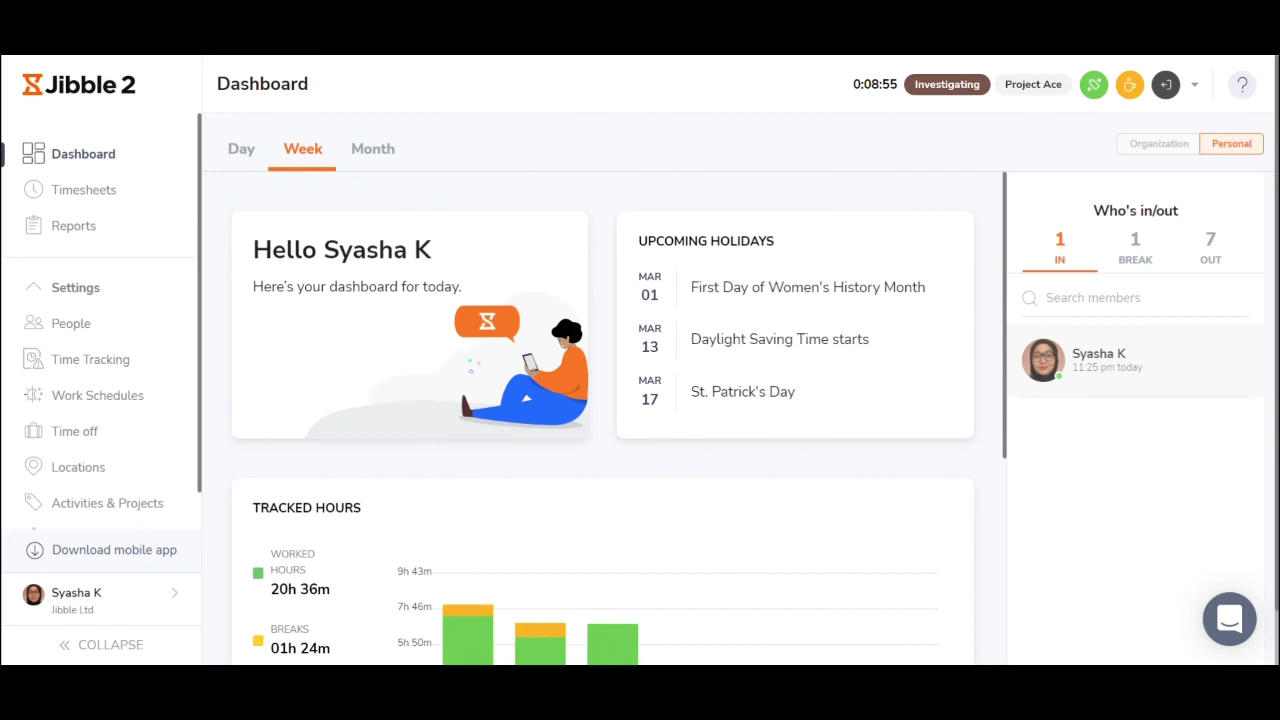 Jibble 2
Dashboard
0:08:55
Investigating
Project Ace
?
Dashboard
Timesheets
Reports
Settings
People
Time Tracking
Work Schedules
Time off
Locations
Activities & Projects
Download mobile app
Syasha K
Jibble Ltd
COLLAPSE
Day
Week
Month
Organization
Personal
Hello Syasha K
Here's your dashboard for today.
UPCOMING HOLIDAYS
MAR
01
First Day of Women's History Month
MAR
13
Daylight Saving Time starts
MAR
17
St. Patrick's Day
TRACKED HOURS
WORKED
HOURS
20h 36m
BREAKS
01h 24m
9h 43m
7h 46m
5h 50m
Who's in/out
1
IN
1
BREAK
7
OUT
Search members
Syasha K
11:25 pm today